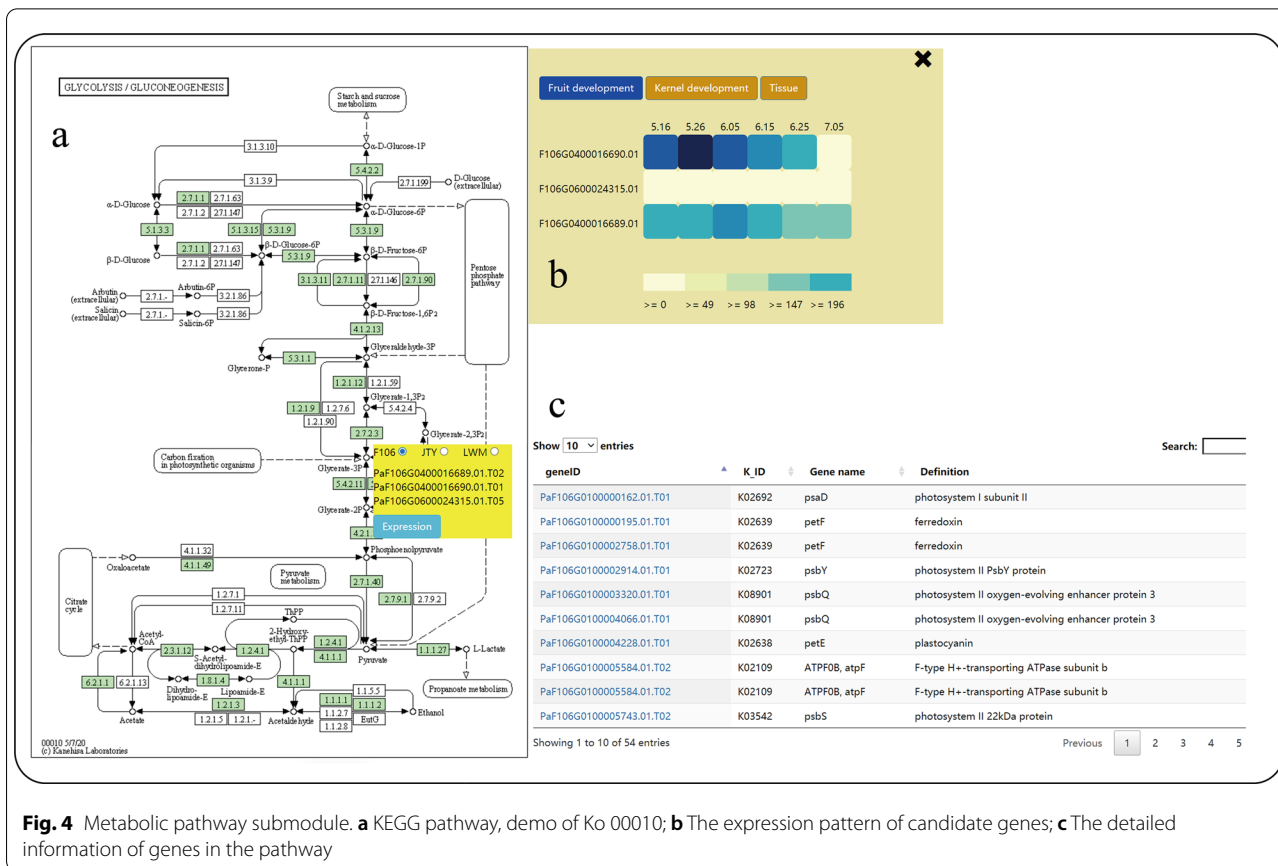 GLYCOLYSIS / GLUCONEOGENESIS
a
Starch and sucrose
metabolism
3.1.3.10
α-D-Glucose-1P
5.4.2.2
3.1.3.9
2.7.1.199
D-Glucose
(extracellular)
α-D-Glucose
2.7.1.1
2.7.1.63
2.7.1.2
2.7.1.147
α-D-Glucose-6P
5.1.3.3
5.1.3.15
5.3.1.9
5.3.1.9
β-D-Glucose-6P
2.7.1.1
2.7.1.63
2.7.1.2
2.7.1.147
β-D-Glucose
5.3.1.9
β-D-Fructose-6P
Pentose
phosphate
pathway
3.1.3.11
2.7.1.11
2.7.1.146
2.7.1.90
Arbutin
(extracellular)
2.7.1.-
Arbutin-6P
3.2.1.86
Salicin
(extracellular)
2.7.1.-
Salicin-6P
3.2.1.86
β-D-Fructose-1,6P2
4.1.2.13
Glyceraldehyde-3P
5.3.1.1
Glycerone-P
1.2.1.12
1.2.1.59
Glycerate-1,3P2
1.2.1.9
1.2.7.6
1.2.1.90
5.4.2.4
2.7.2.3
Glycerate-2,3P2
Carbon fixation
in photosynthetic organisms
Glycerate-3P
F106 JTY LWM
PaF106G0400016689.01.T02
PaF106G0400016690.01.T01
PaF106G0600024315.01.T05
Expression
5.4.2.11
Glycerate-2P
4.2.1.
4.1.1.32
Oxaloacetate
4.1.1.49
Phosphoenolpyruvate
Pyruvate
metabolism
2.7.1.40
Citrate
cycle
1.2.7.1
1.2.7.11
2.7.9.1
2.7.9.2
ThPP
Acetyl-
CoA
2-Hydroxy-
ethyl-ThPP
2.3.1.12
1.2.4.1
1.2.4.1
S-Acetyl-
dihydrolipoamide-E
4.1.1.1
Pyruvate
1.1.1.27
L-Lactate
6.2.1.1
6.2.1.13
1.8.1.4
Dihydro-
lipoamide-E
Lipoamide-E
4.1.1.1
Propanoate metabolism
1.2.1.3
1.1.1.1
1.1.5.5
1.1.1.2
Acetate
Acetaldehyde
Ethanol
1.2.1.5
1.2.1.-
1.1.2.7
EutG
1.1.2.8
00010 5/7/20
(c) Kanehisa Laboratories
✖
Fruit development
Kernel development
Tissue
5.16 5.26 6.05 6.15 6.25 7.05
F106G0400016690.01
F106G0600024315.01
F106G0400016689.01
b
>= 0 >= 49 >= 98 >= 147 >= 196
c
Show 10 entries
Search:
geneID K_ID Gene name Definition
PaF106G0100000162.01.T01 K02692 psaD photosystem I subunit II
PaF106G0100000195.01.T01 K02639 petF ferredoxin
PaF106G0100002758.01.T01 K02639 petF ferredoxin
PaF106G0100002914.01.T01 K02723 psbY photosystem II PsbY protein
PaF106G0100003320.01.T01 K08901 psbQ photosystem II oxygen-evolving enhancer protein 3
PaF106G0100004066.01.T01 K08901 psbQ photosystem II oxygen-evolving enhancer protein 3
PaF106G0100004228.01.T01 K02638 petE plastocyanin
PaF106G0100005584.01.T02 K02109 ATPF0B, atpF F-type H+-transporting ATPase subunit b
PaF106G0100005584.01.T02 K02109 ATPF0B, atpF F-type H+-transporting ATPase subunit b
PaF106G0100005743.01.T02 K03542 psbS photosystem II 22kDa protein
Showing 1 to 10 of 54 entries
Previous 1 2 3 4 5
Fig. 4 Metabolic pathway submodule. a KEGG pathway, demo of Ko 00010; b The expression pattern of candidate genes; c The detailed
information of genes in the pathway